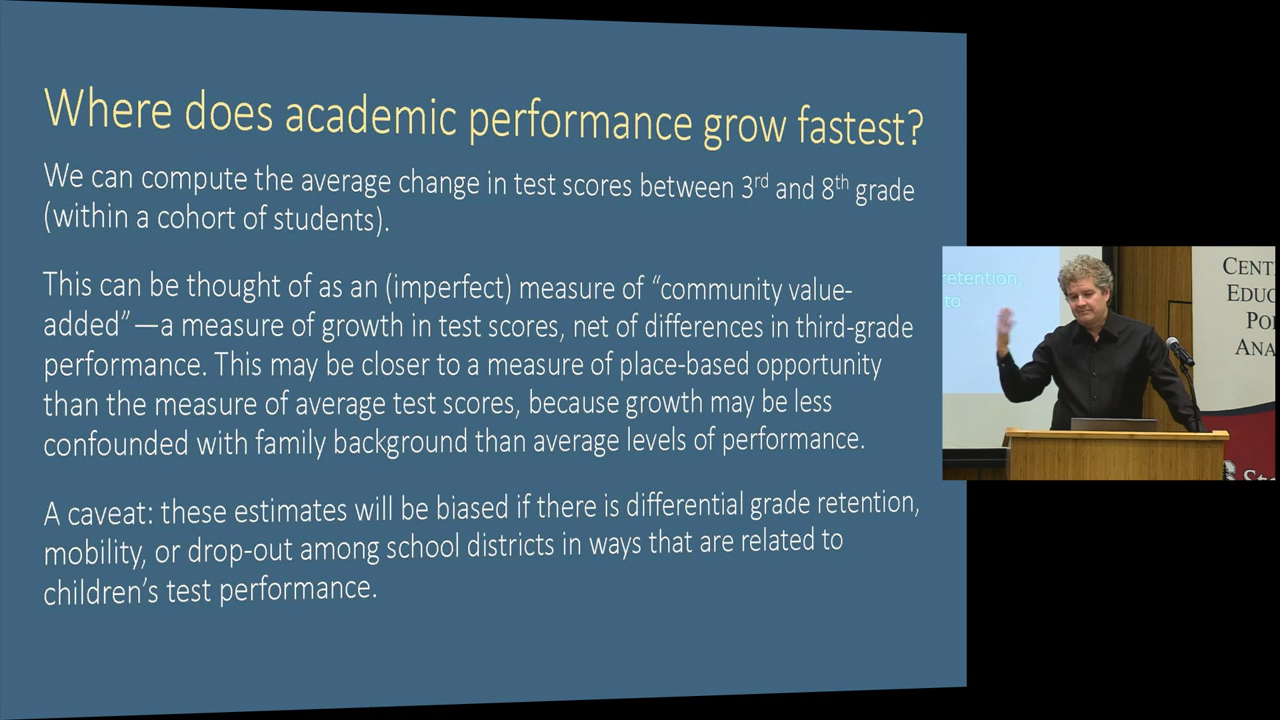 Where does academic performance grow fastest?
We can compute the average change in test scores between 3rd and 8th grade
(within a cohort of students).
This can be thought of as an (imperfect) measure of “community value-
added”—a measure of growth in test scores, net of differences in third-grade
performance. This may be closer to a measure of place-based opportunity
than the measure of average test scores, because growth may be less
confounded with family background than average levels of performance.
A caveat: these estimates will be biased if there is differential grade retention,
mobility, or drop-out among school districts in ways that are related to
children’s test performance.
retention,
to
CENT
EDUC
PO
ANA